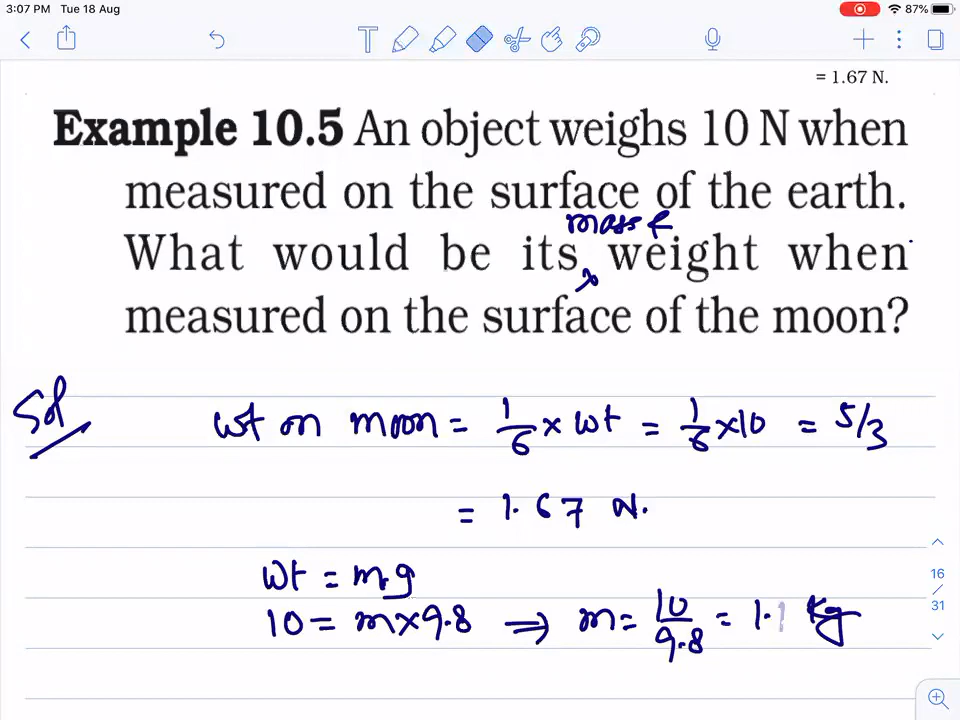 3:07 PM Tue 18 Aug 87%
= 1.67 N.
Example 10.5 An object weighs 10 N when
measured on the surface of the earth.
mass &
What would be its weight when
measured on the surface of the moon?
Sol
wt on moon = 1/6 x wt = 1/6 x 10 = 5/3
= 1.67 N.
wt = mg
10 = m x 9.8 ⇒ m = 10/9.8 = 1.1 kg
16
/
31